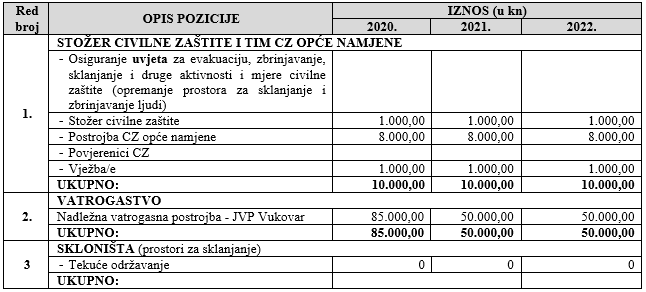 Red broj OPIS POZICIJE IZNOS (u kn)
2020. 2021. 2022.
1. STOŽER CIVILNE ZAŠTITE I TIM CZ OPĆE NAMJENE
- Osiguranje uvjeta za evakuaciju, zbrinjavanje,
sklanjanje i druge aktivnosti i mjere civilne
zaštite (opremanje prostora za sklanjanje i
zbrinjavanje ljudi)
- Stožer civilne zaštite 1.000,00 1.000,00 1.000,00
- Postrojba CZ opće namjene 8.000,00 8.000,00 8.000,00
- Povjerenici CZ
- Vježba/e 1.000,00 1.000,00 1.000,00
UKUPNO: 10.000,00 10.000,00 10.000,00
2. VATROGASTVO
Nadležna vatrogasna postrojba - JVP Vukovar 85.000,00 50.000,00 50.000,00
UKUPNO: 85.000,00 50.000,00 50.000,00
3 SKLONIŠTA (prostori za sklanjanje)
- Tekuće održavanje 0 0 0
UKUPNO: